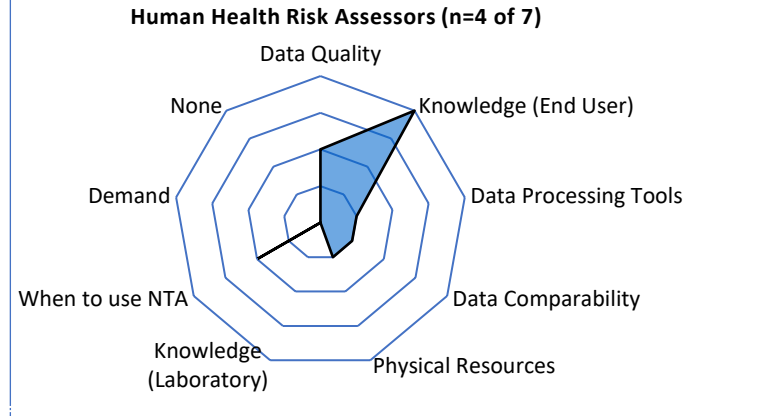 Human Health Risk Assessors (n=4 of 7)
Data Quality
None
Knowledge (End User)
Demand
Data Processing Tools
When to use NTA
Data Comparability
Knowledge
(Laboratory)
Physical Resources